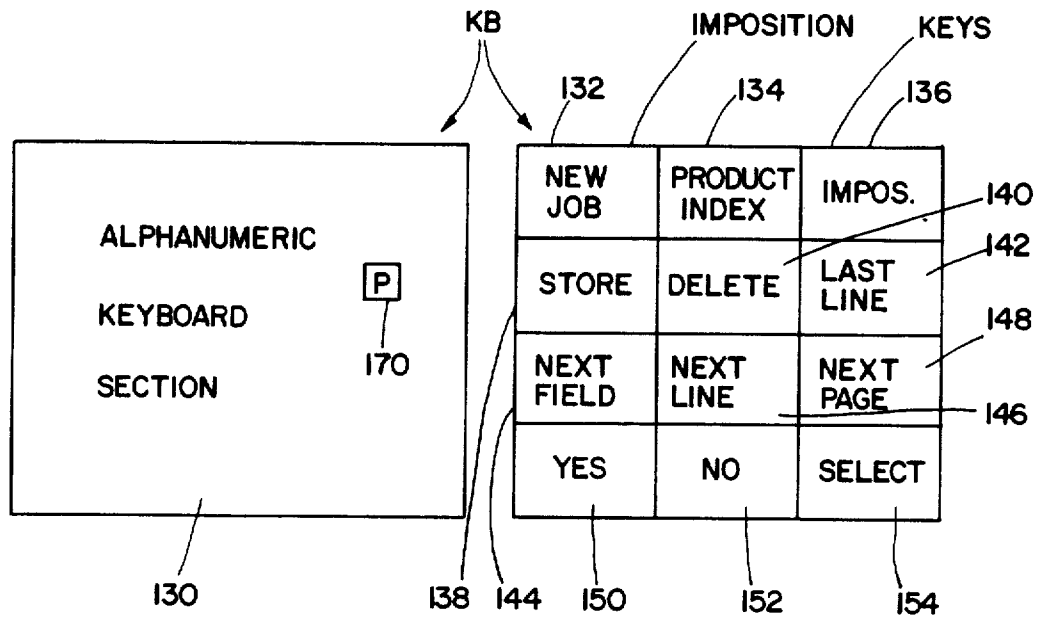 KB IMPOSITION KEYS
132 134 136
NEW JOB
PRODUCT INDEX
IMPOS.
140
142
ALPHANUMERIC
KEYBOARD
SECTION
P
170
STORE
DELETE
LAST LINE
148
NEXT FIELD
NEXT LINE
NEXT PAGE
146
YES
NO
SELECT
130
138
144
150
152
154